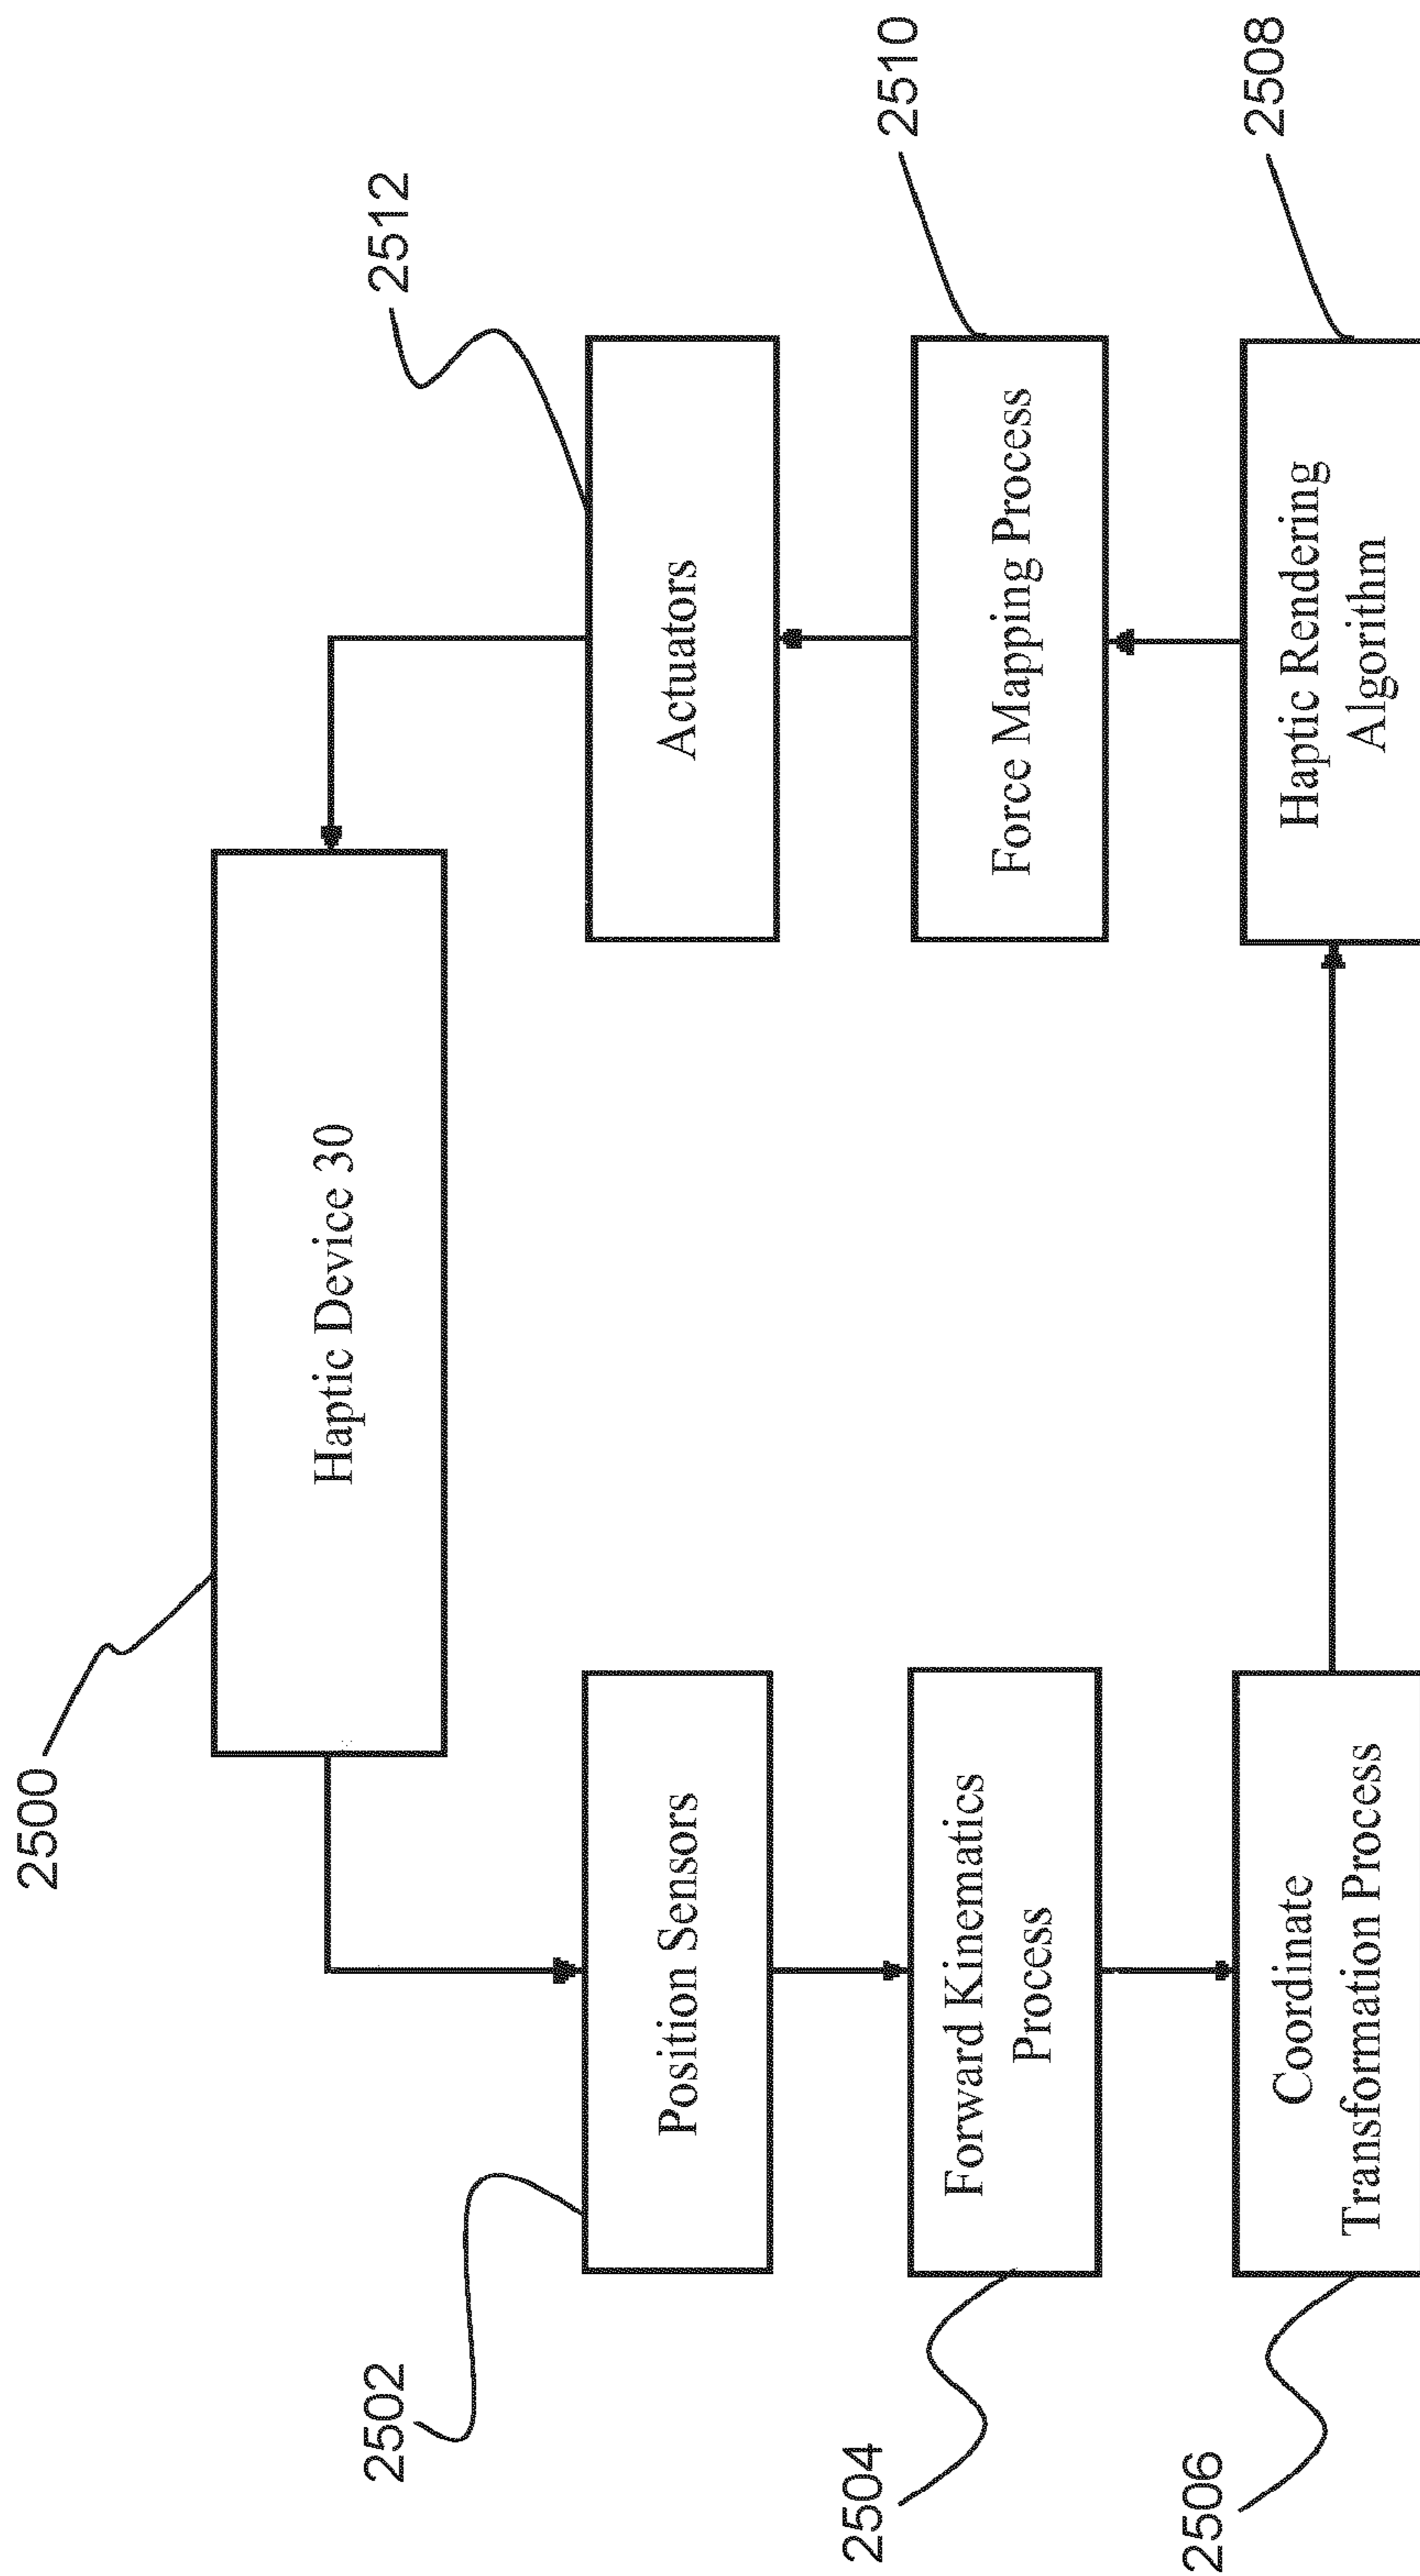 2500
Haptic Device 30
2502
Position Sensors
2512
Actuators
2504
Forward Kinematics
Process
2510
Force Mapping Process
2506
Coordinate
Transformation Process
2508
Haptic Rendering
Algorithm